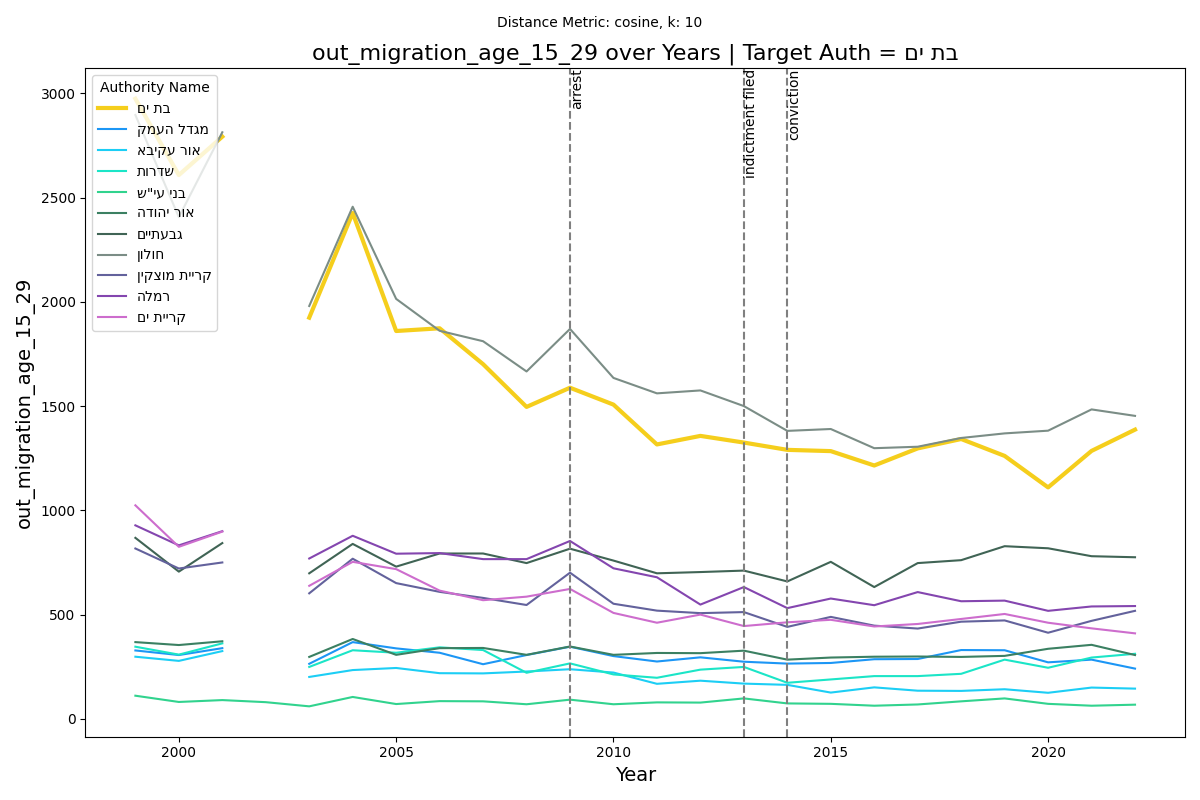 Distance Metric: cosine, k: 10
out_migration_age_15_29 over Years | Target Auth = בת ים
Authority Name
בת ים
מגדל העמק
אור עקיבא
שדרות
בני עי"ש
אור יהודה
גבעתיים
חולון
קריית מוצקין
רמלה
קריית ים
arrest
indictment filed
conviction
out_migration_age_15_29
3000
2500
2000
1500
1000
500
0
2000
2005
2010
2015
2020
Year